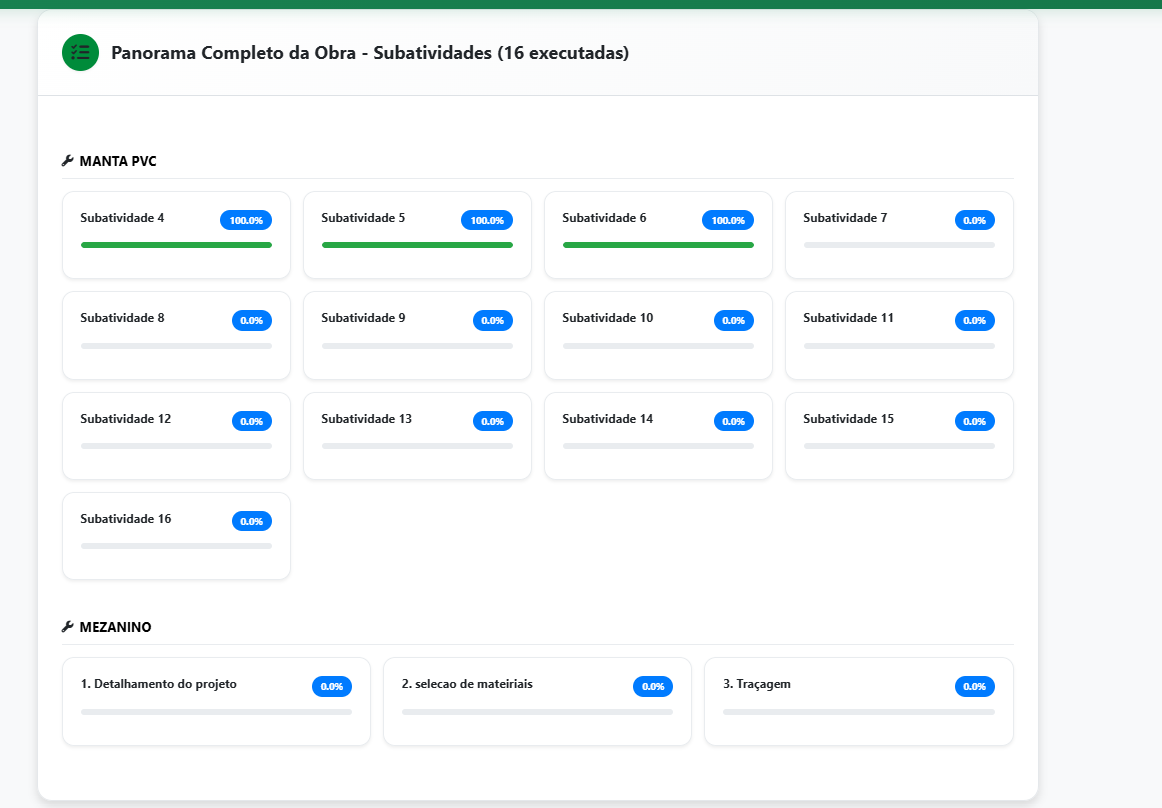 Panorama Completo da Obra - Subatividades (16 executadas)
MANTA PVC
Subatividade 4 100.0%
Subatividade 5 100.0%
Subatividade 6 100.0%
Subatividade 7 0.0%
Subatividade 8 0.0%
Subatividade 9 0.0%
Subatividade 10 0.0%
Subatividade 11 0.0%
Subatividade 12 0.0%
Subatividade 13 0.0%
Subatividade 14 0.0%
Subatividade 15 0.0%
Subatividade 16 0.0%
MEZANINO
1. Detalhamento do projeto 0.0%
2. selecao de mateiriais 0.0%
3. Traçagem 0.0%